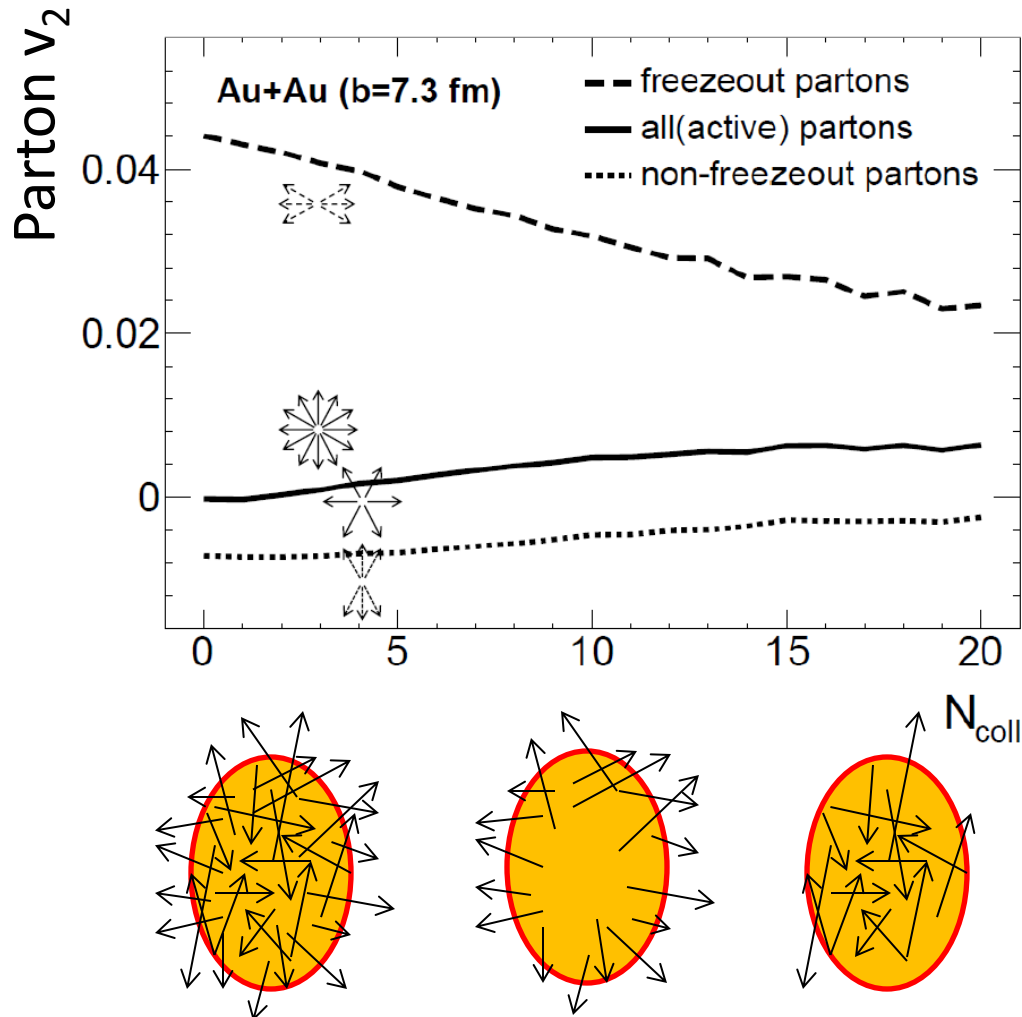 Parton v₂
Au+Au (b=7.3 fm)
freezeout partons
all(active) partons
non-freezeout partons
0.04
0.02
0
0 5 10 15 20
N_coll